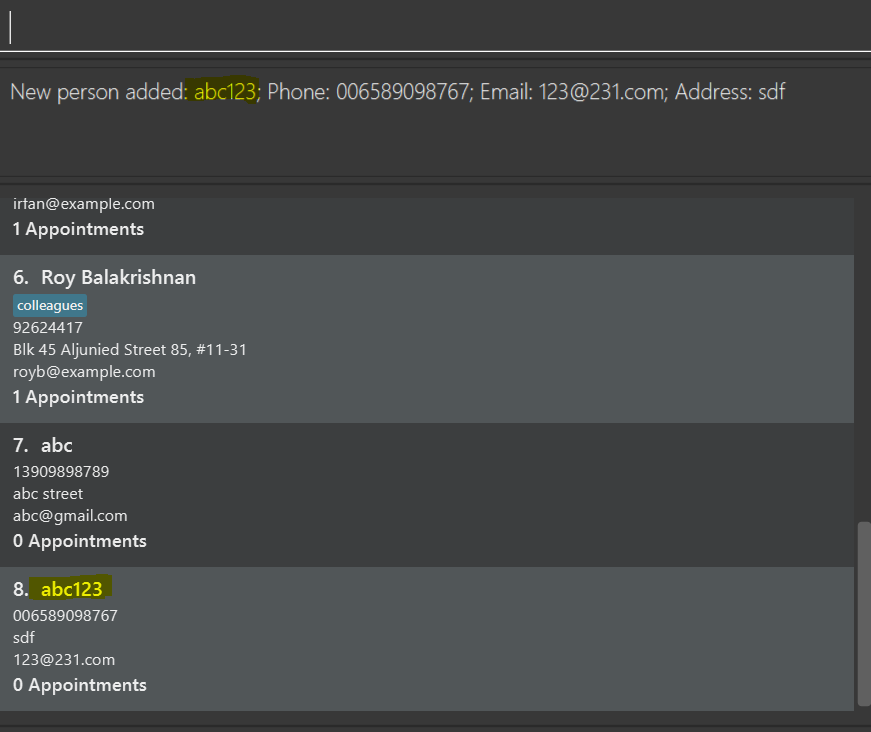 New person added: abc123; Phone: 006589098767; Email: 123@231.com; Address: sdf
irfan@example.com
1 Appointments
6. Roy Balakrishnan
colleagues
92624417
Blk 45 Aljunied Street 85, #11-31
royb@example.com
1 Appointments
7. abc
13909898789
abc street
abc@gmail.com
0 Appointments
8. abc123
006589098767
sdf
123@231.com
0 Appointments